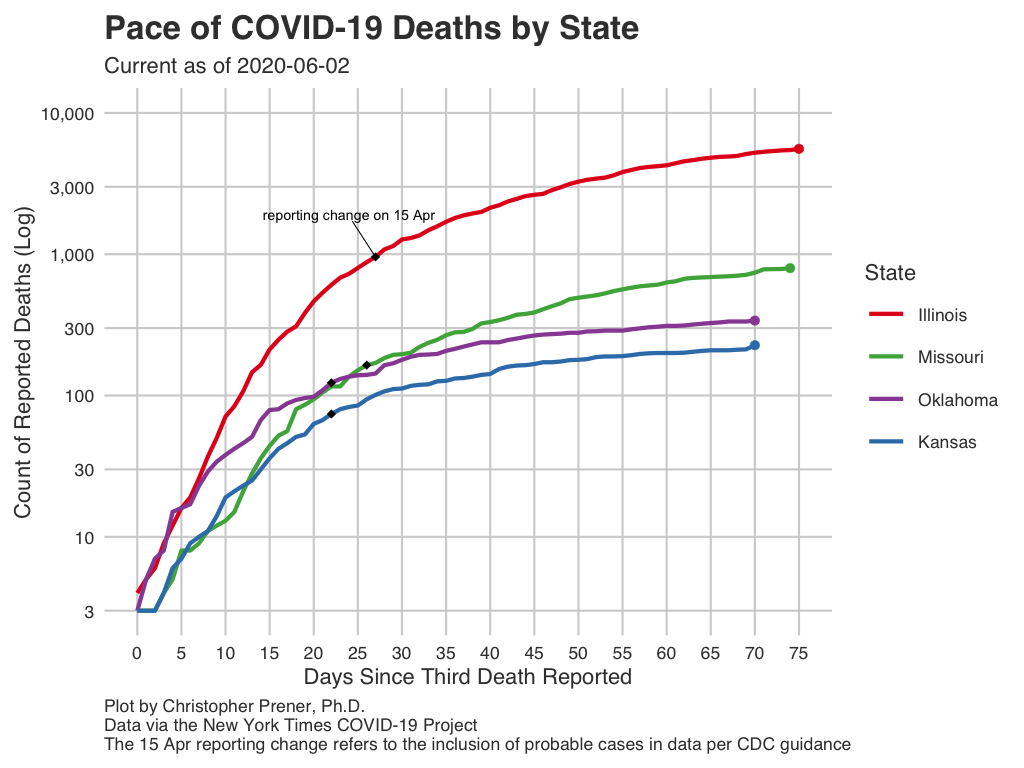 Pace of COVID-19 Deaths by State
Current as of 2020-06-02
Count of Reported Deaths (Log)
10,000
3,000
1,000
300
100
30
10
3
reporting change on 15 Apr
0 5 10 15 20 25 30 35 40 45 50 55 60 65 70 75
Days Since Third Death Reported
State
Illinois
Missouri
Oklahoma
Kansas
Plot by Christopher Prener, Ph.D.
Data via the New York Times COVID-19 Project
The 15 Apr reporting change refers to the inclusion of probable cases in data per CDC guidance